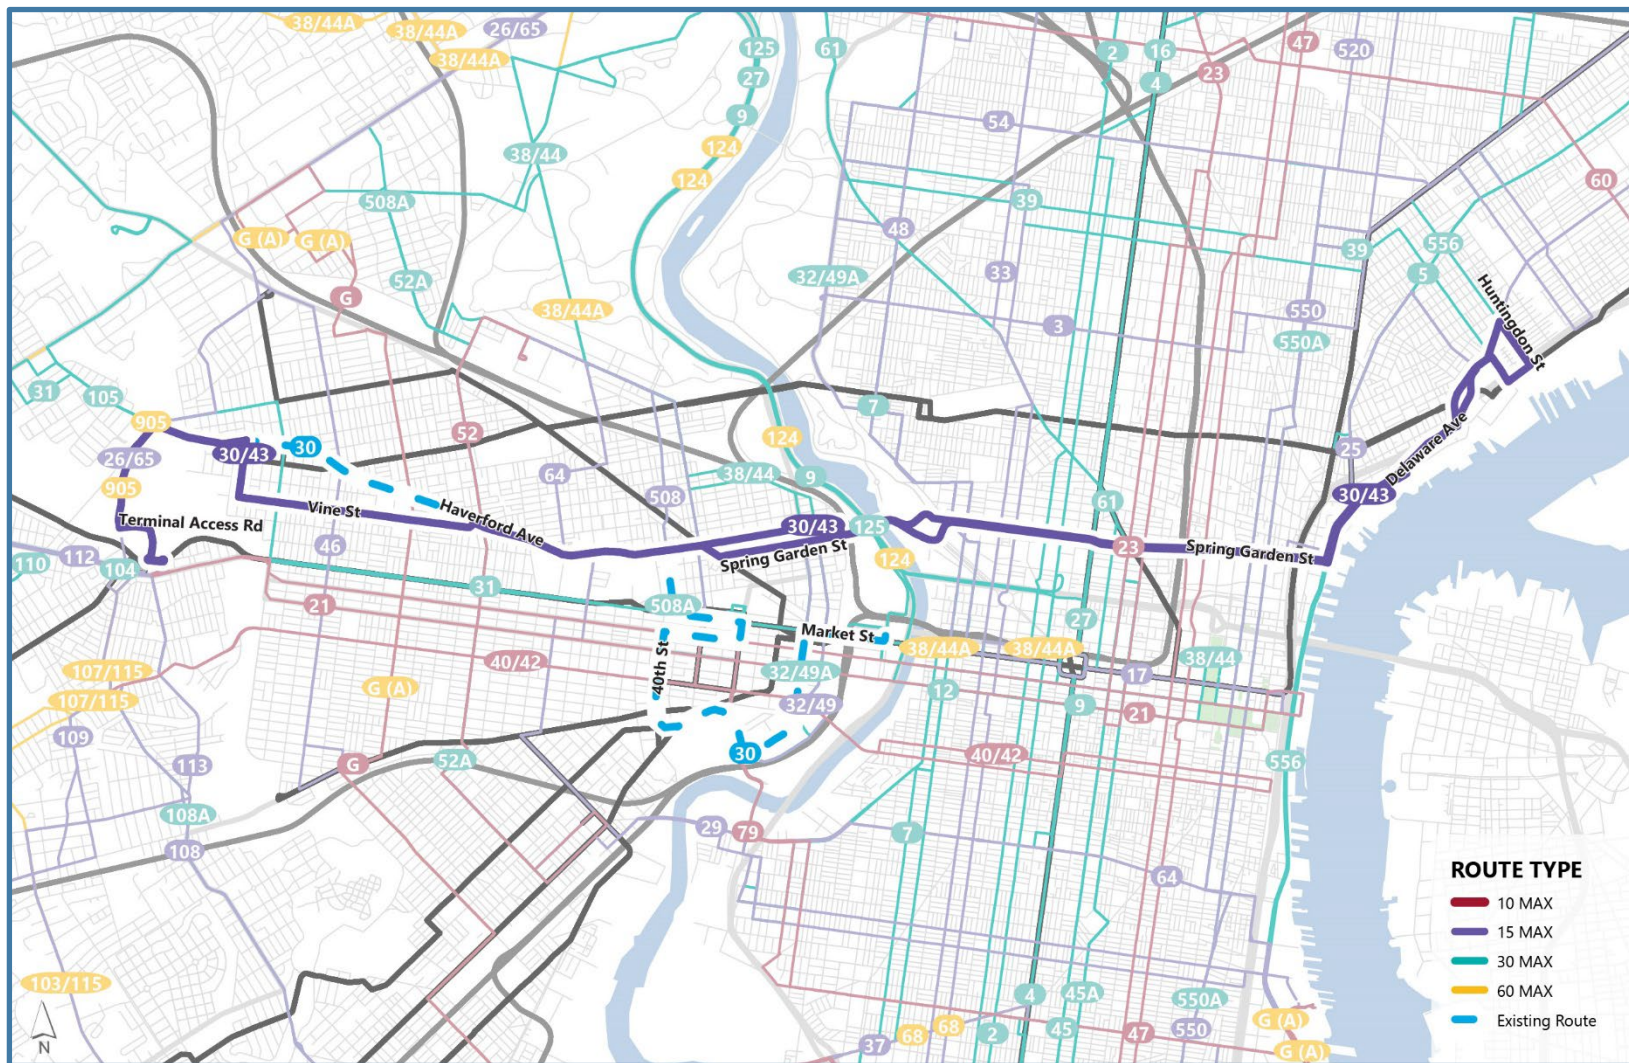 38/44A
38/44A
26/65
38/44A
125
27
9
124
124
61
2
16
4
23
47
520
54
60
38/44
508A
G (A)
G (A)
52A
G
38/44A
39
48
33
32/49A
3
550
550A
39
556
5
Huntingdon St
31
105
905
26/65
905
30/43
30
52
64
508
38/44
124
9
7
61
25
Delaware Ave
30/43
Vine St
Haverford Ave
Terminal Access Rd
46
112
104
110
30/43
Spring Garden St
125
124
23
Spring Garden St
31
21
508A
Market St
27
40/42
40th St
32/49A
32/49
38/44A
38/44A
38/44
17
12
9
21
107/115
107/115
G (A)
109
113
G
52A
30
40/42
556
108A
108
29
79
7
64
103/115
37
68
68
2
4
45A
45
47
550A
550
G (A)
G (A)
N
ROUTE TYPE
10 MAX
15 MAX
30 MAX
60 MAX
Existing Route